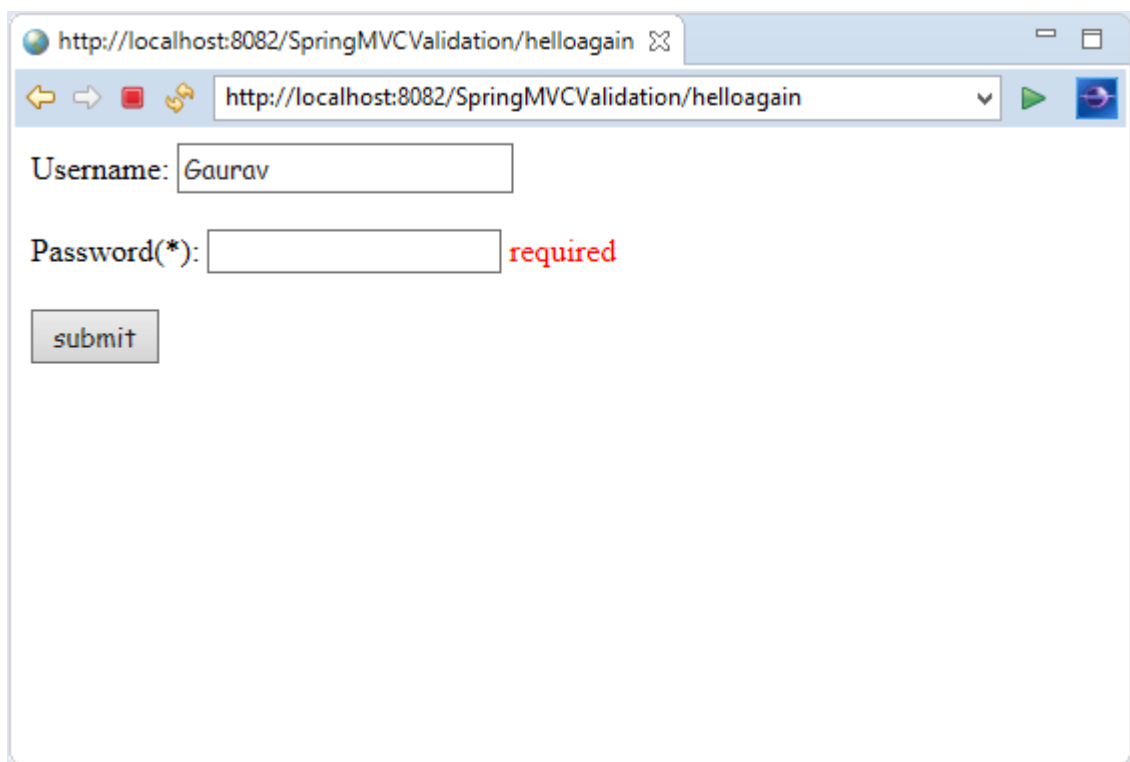 http://localhost:8082/SpringMVCValidation/helloagain
http://localhost:8082/SpringMVCValidation/helloagain
Username: Gaurav
Password(*): required
submit